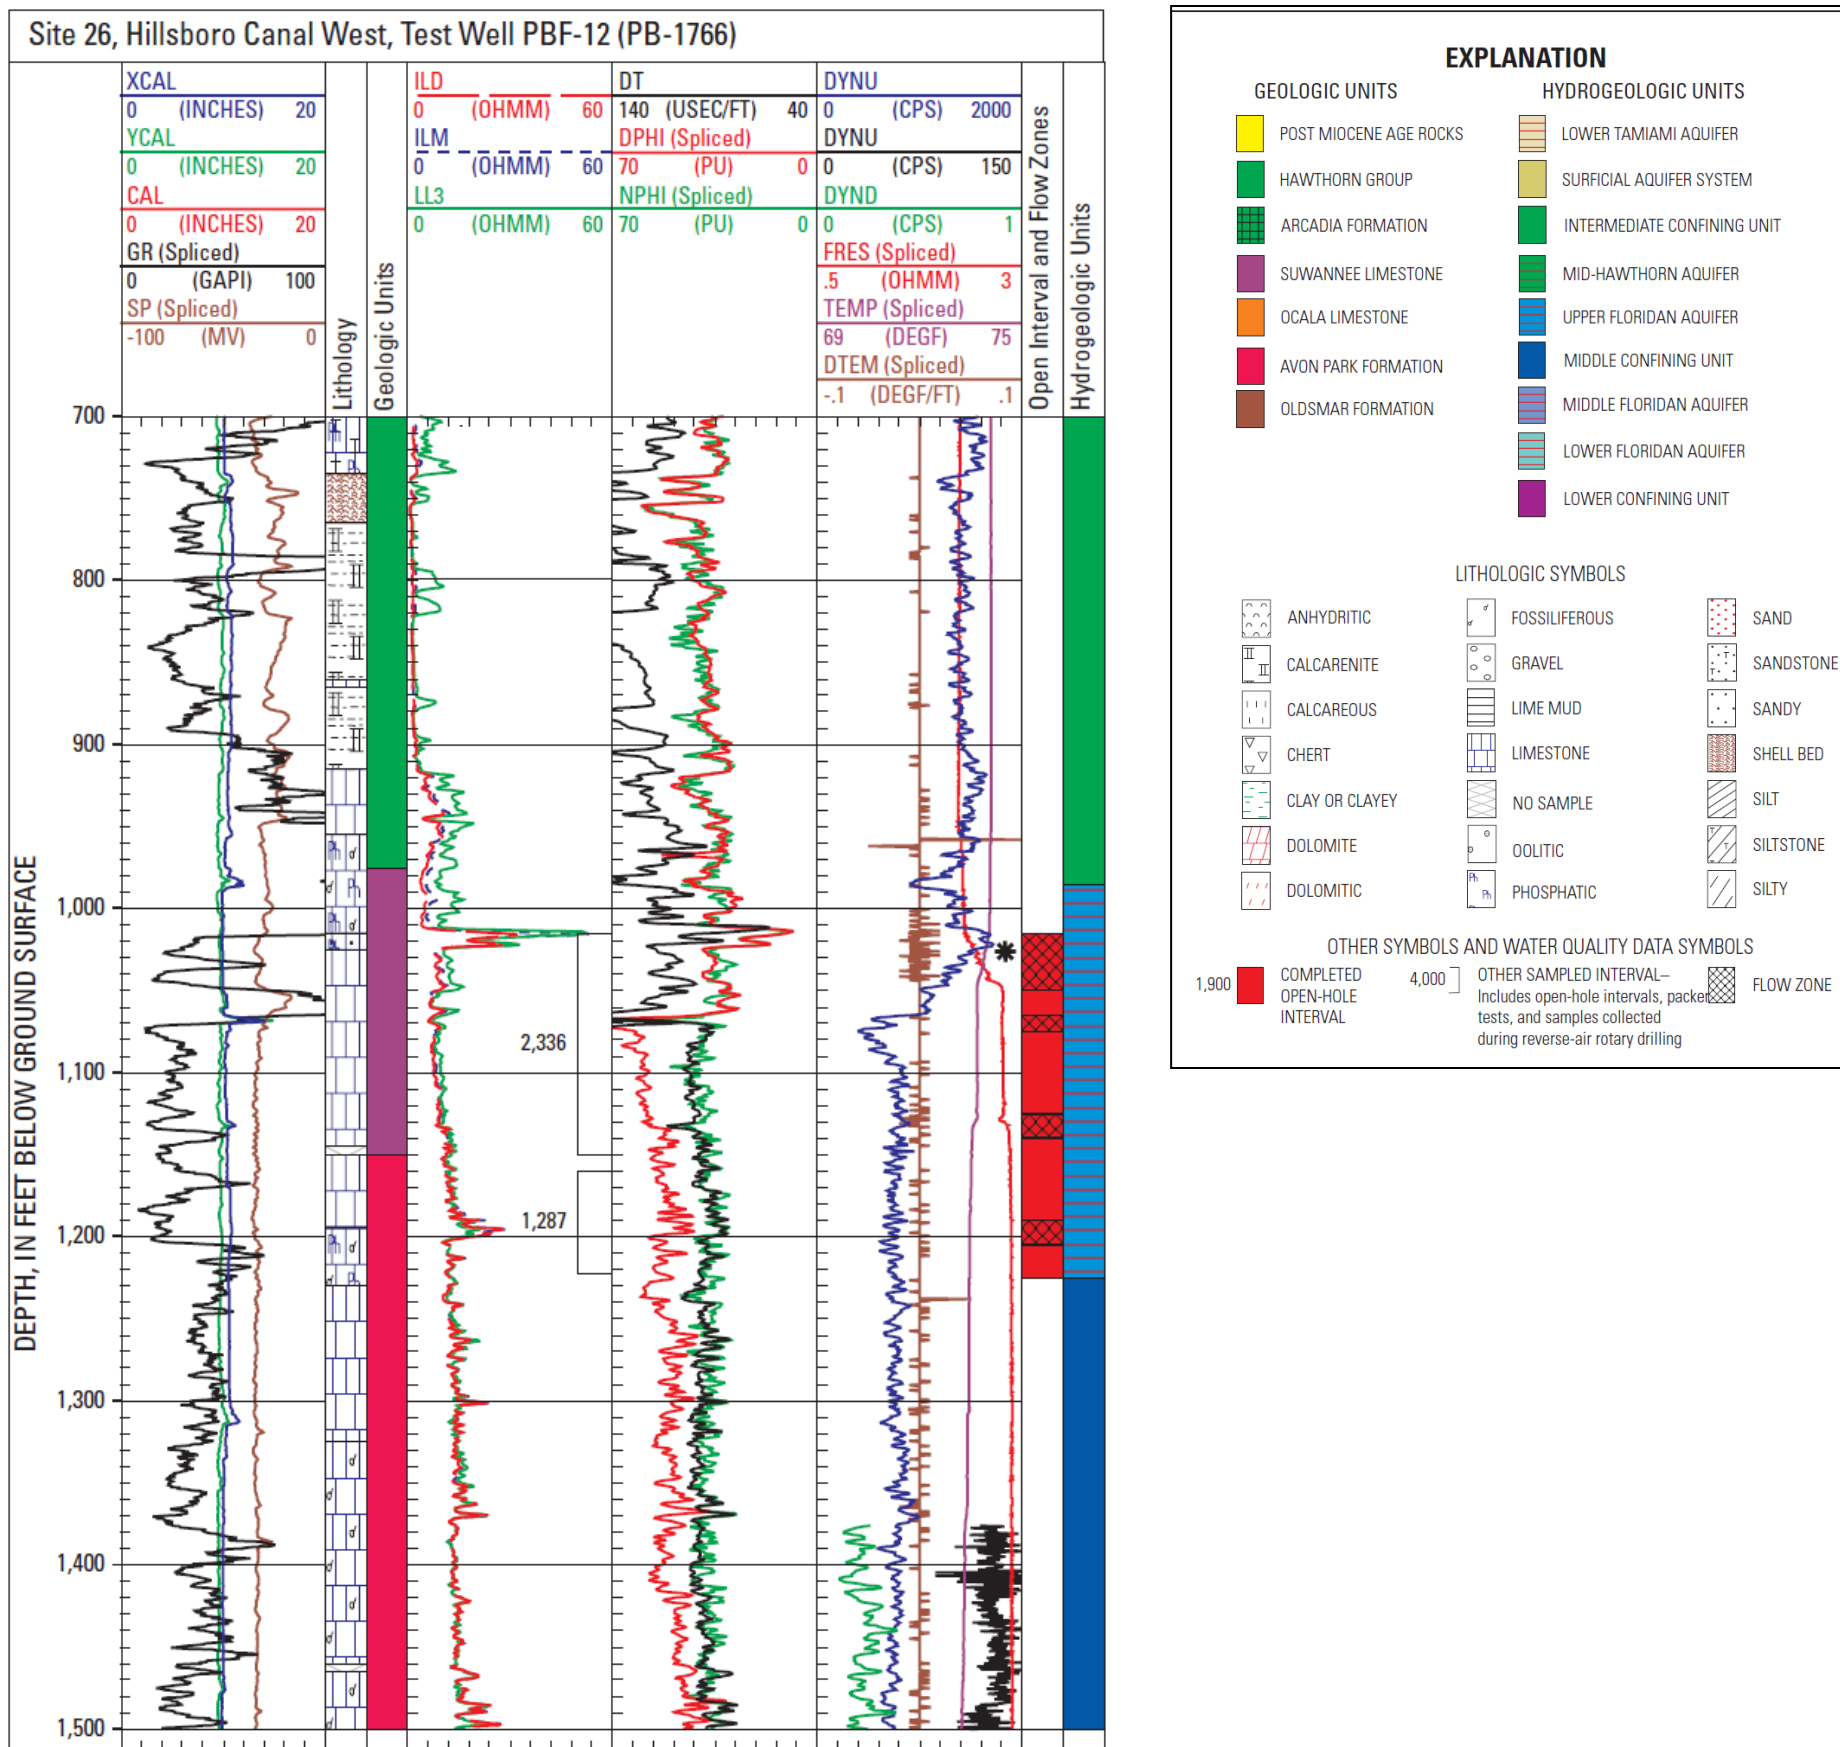 Site 26, Hillsboro Canal West, Test Well PBF-12 (PB-1766)
XCAL
0 (INCHES) 20
YCAL
0 (INCHES) 20
CAL
0 (INCHES) 20
GR (Spliced)
0 (GAPI) 100
SP (Spliced)
-100 (MV) 0
Lithology
Geologic Units
ILD
0 (OHMM) 60
ILM
0 (OHMM) 60
LL3
0 (OHMM) 60
DT
140 (USEC/FT) 40
DPHI (Spliced)
70 (PU) 0
NPHI (Spliced)
70 (PU) 0
DYNU
0 (CPS) 2000
DYNU
0 (CPS) 150
DYND
0 (CPS) 1
FRES (Spliced)
.5 (OHMM) 3
TEMP (Spliced)
69 (DEGF) 75
DTEM (Spliced)
-.1 (DEGF/FT) .1
Open Interval and Flow Zones
Hydrogeologic Units
DEPTH, IN FEET BELOW GROUND SURFACE
700
800
900
1,000
1,100
1,200
1,300
1,400
1,500
2,336
1,287
EXPLANATION
GEOLOGIC UNITS
POST MIOCENE AGE ROCKS
HAWTHORN GROUP
ARCADIA FORMATION
SUWANNEE LIMESTONE
OCALA LIMESTONE
AVON PARK FORMATION
OLDSMAR FORMATION
HYDROGEOLOGIC UNITS
LOWER TAMIAMI AQUIFER
SURFICIAL AQUIFER SYSTEM
INTERMEDIATE CONFINING UNIT
MID-HAWTHORN AQUIFER
UPPER FLORIDAN AQUIFER
MIDDLE CONFINING UNIT
MIDDLE FLORIDAN AQUIFER
LOWER FLORIDAN AQUIFER
LOWER CONFINING UNIT
LITHOLOGIC SYMBOLS
ANHYDRITIC
CALCARENITE
CALCAREOUS
CHERT
CLAY OR CLAYEY
DOLOMITE
DOLOMITIC
FOSSILIFEROUS
GRAVEL
LIME MUD
LIMESTONE
NO SAMPLE
OOLITIC
Ph
Ph
PHOSPHATIC
SAND
SANDSTONE
SANDY
SHELL BED
SILT
SILTSTONE
SILTY
OTHER SYMBOLS AND WATER QUALITY DATA SYMBOLS
1,900
COMPLETED
OPEN-HOLE
INTERVAL
4,000
OTHER SAMPLED INTERVAL–
Includes open-hole intervals, packer
tests, and samples collected
during reverse-air rotary drilling
FLOW ZONE